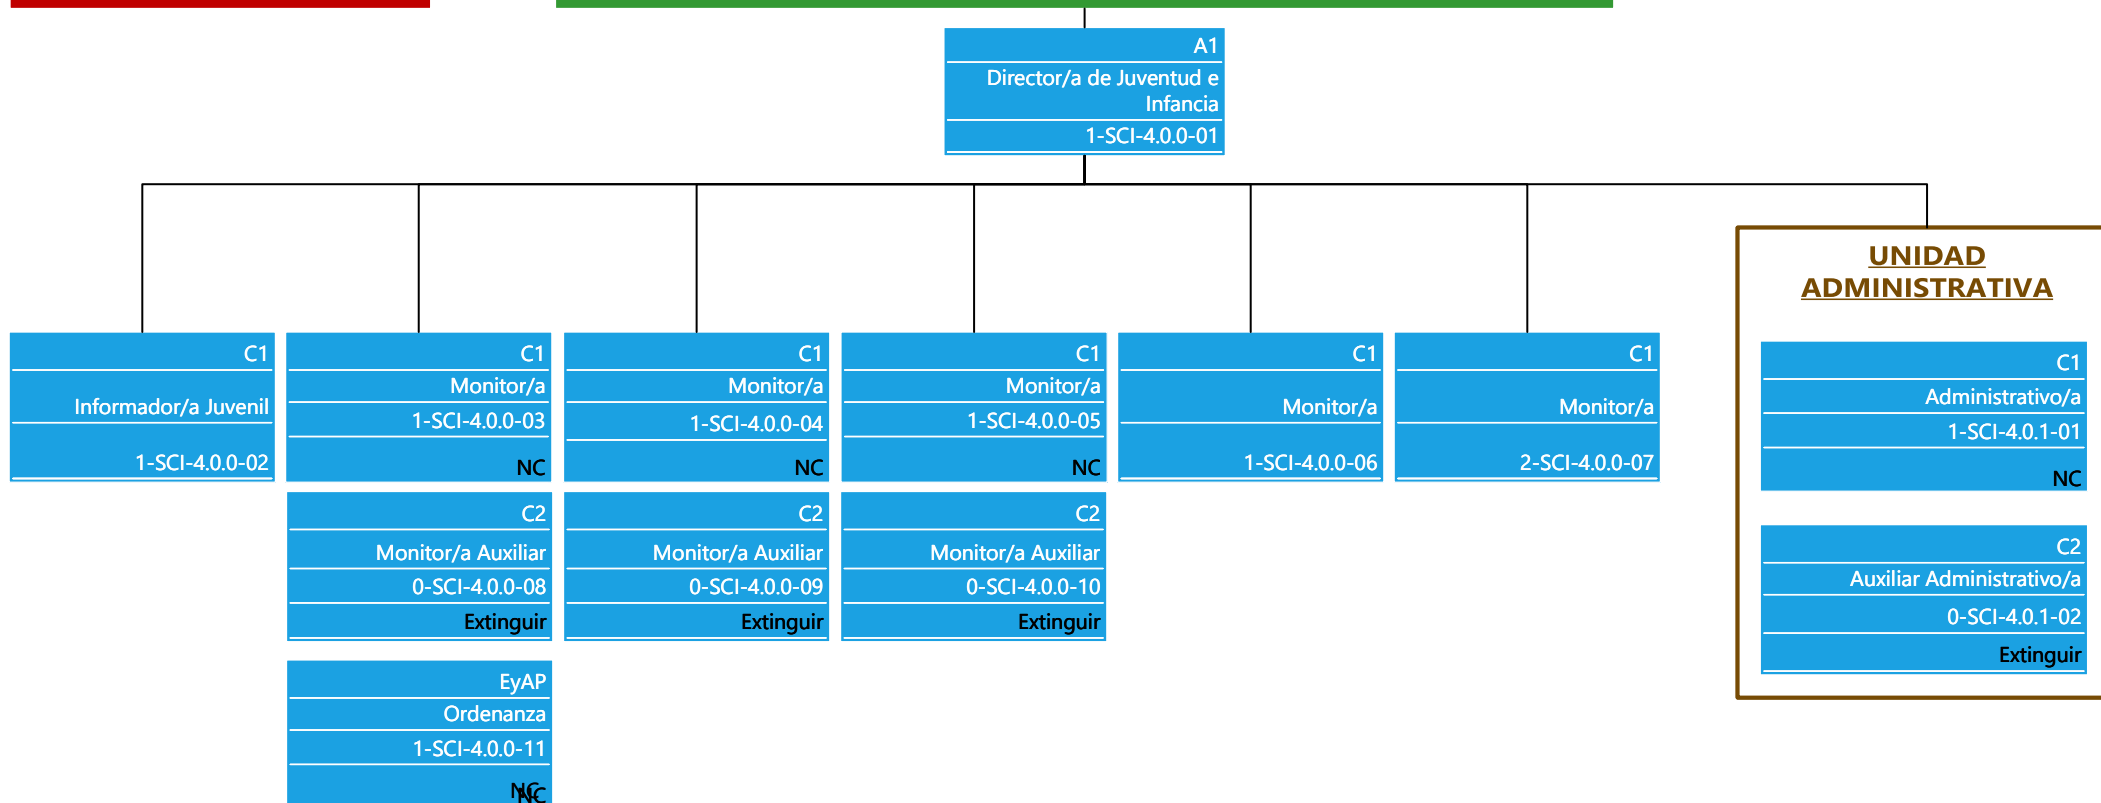 A1
Director/a de Juventud e
Infancia
1-SCI-4.0.0-01
C1
Informador/a Juvenil
1-SCI-4.0.0-02
C1
Monitor/a
1-SCI-4.0.0-03
NC
C1
Monitor/a
1-SCI-4.0.0-04
NC
C1
Monitor/a
1-SCI-4.0.0-05
NC
C1
Monitor/a
1-SCI-4.0.0-06
C1
Monitor/a
2-SCI-4.0.0-07
C2
Monitor/a Auxiliar
0-SCI-4.0.0-08
Extinguir
C2
Monitor/a Auxiliar
0-SCI-4.0.0-09
Extinguir
C2
Monitor/a Auxiliar
0-SCI-4.0.0-10
Extinguir
EyAP
Ordenanza
1-SCI-4.0.0-11
NC
NC
UNIDAD
ADMINISTRATIVA
C1
Administrativo/a
1-SCI-4.0.1-01
NC
C2
Auxiliar Administrativo/a
0-SCI-4.0.1-02
Extinguir